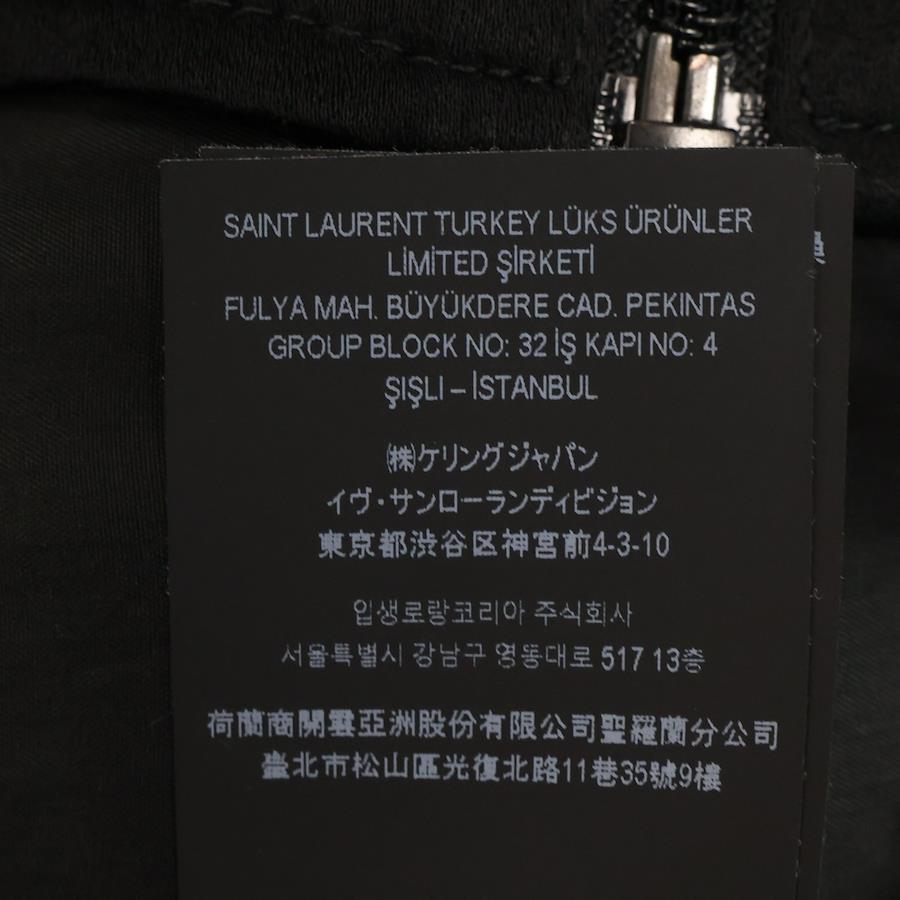 SAINT LAURENT TURKEY LÜKS ÜRÜNLER
LİMİTED ŞİRKETİ
FULYA MAH. BÜYÜKDERE CAD. PEKINTAS
GROUP BLOCK NO: 32 İŞ KAPI NO: 4
ŞIŞLI – İSTANBUL
㈱ケリングジャパン
イヴ・サンローランディビジョン
東京都渋谷区神宮前4-3-10
입생로랑코리아 주식회사
서울특별시 강남구 영동대로 517 13층
荷蘭商開雲亞洲股份有限公司聖羅蘭分公司
臺北市松山區光復北路11巷35號9樓